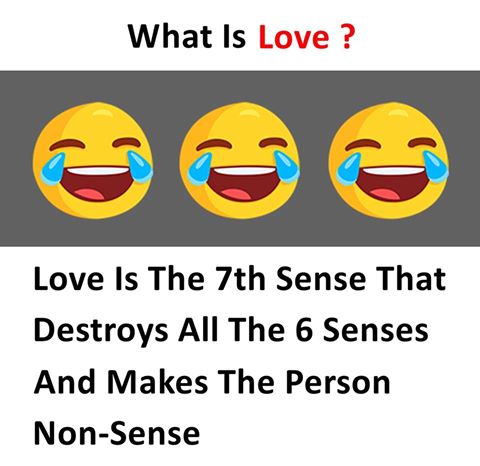 What Is Love ?
Love Is The 7th Sense That
Destroys All The 6 Senses
And Makes The Person
Non-Sense